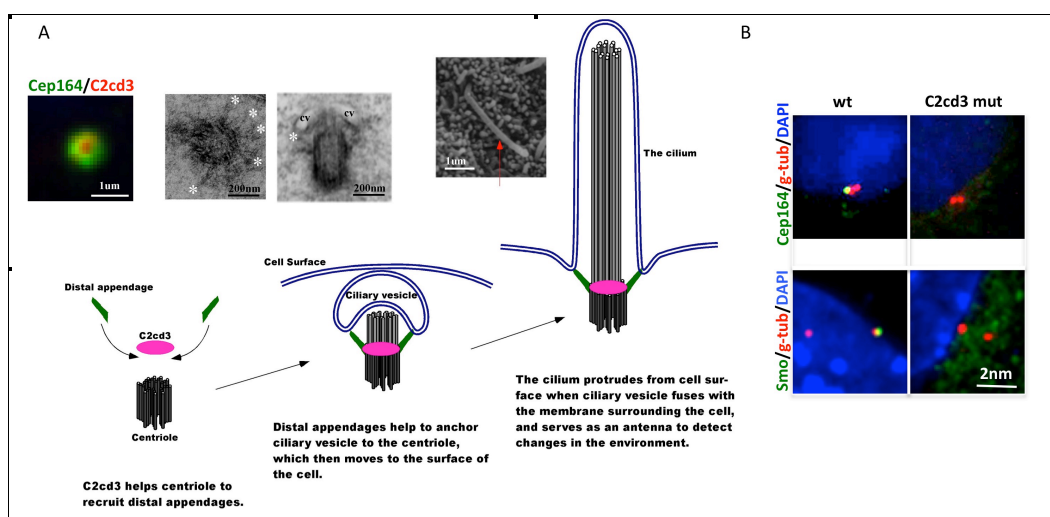 A
B
Cep164/C2cd3
1um
*
*
*
*
*
200nm
cv
cv
*
200nm
1um
The cilium
Cell Surface
Ciliary vesicle
Distal appendage
C2cd3
Centriole
C2cd3 helps centriole to
recruit distal appendages.
Distal appendages help to anchor
ciliary vesicle to the centriole,
which then moves to the surface of
the cell.
The cilium protrudes from cell sur-
face when ciliary vesicle fuses with
the membrane surrounding the cell,
and serves as an antenna to detect
changes in the environment.
wt
C2cd3 mut
Cep164/g-tub/DAPI
Smo/g-tub/DAPI
2nm